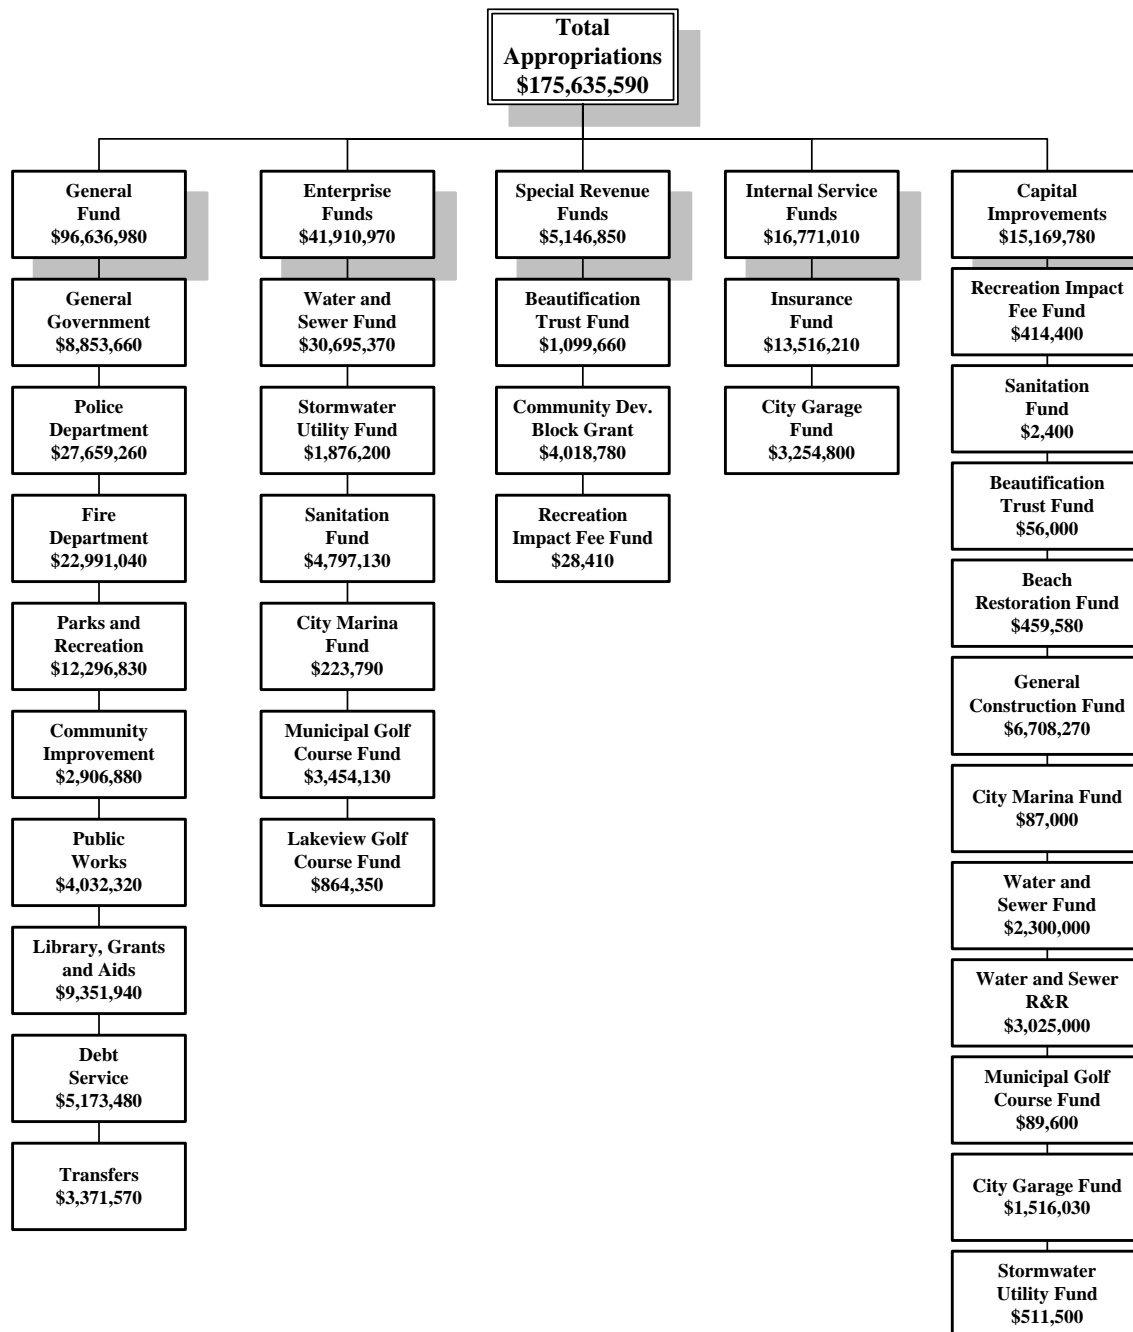 Total
Appropriations
$175,635,590
General
Fund
$96,636,980
General
Government
$8,853,660
Police
Department
$27,659,260
Fire
Department
$22,991,040
Parks and
Recreation
$12,296,830
Community
Improvement
$2,906,880
Public
Works
$4,032,320
Library, Grants
and Aids
$9,351,940
Debt
Service
$5,173,480
Transfers
$3,371,570
Enterprise
Funds
$41,910,970
Water and
Sewer Fund
$30,695,370
Stormwater
Utility Fund
$1,876,200
Sanitation
Fund
$4,797,130
City Marina
Fund
$223,790
Municipal Golf
Course Fund
$3,454,130
Lakeview Golf
Course Fund
$864,350
Special Revenue
Funds
$5,146,850
Beautification
Trust Fund
$1,099,660
Community Dev.
Block Grant
$4,018,780
Recreation
Impact Fee Fund
$28,410
Internal Service
Funds
$16,771,010
Insurance
Fund
$13,516,210
City Garage
Fund
$3,254,800
Capital
Improvements
$15,169,780
Recreation Impact
Fee Fund
$414,400
Sanitation
Fund
$2,400
Beautification
Trust Fund
$56,000
Beach
Restoration Fund
$459,580
General
Construction Fund
$6,708,270
City Marina Fund
$87,000
Water and
Sewer Fund
$2,300,000
Water and Sewer
R&R
$3,025,000
Municipal Golf
Course Fund
$89,600
City Garage Fund
$1,516,030
Stormwater
Utility Fund
$511,500